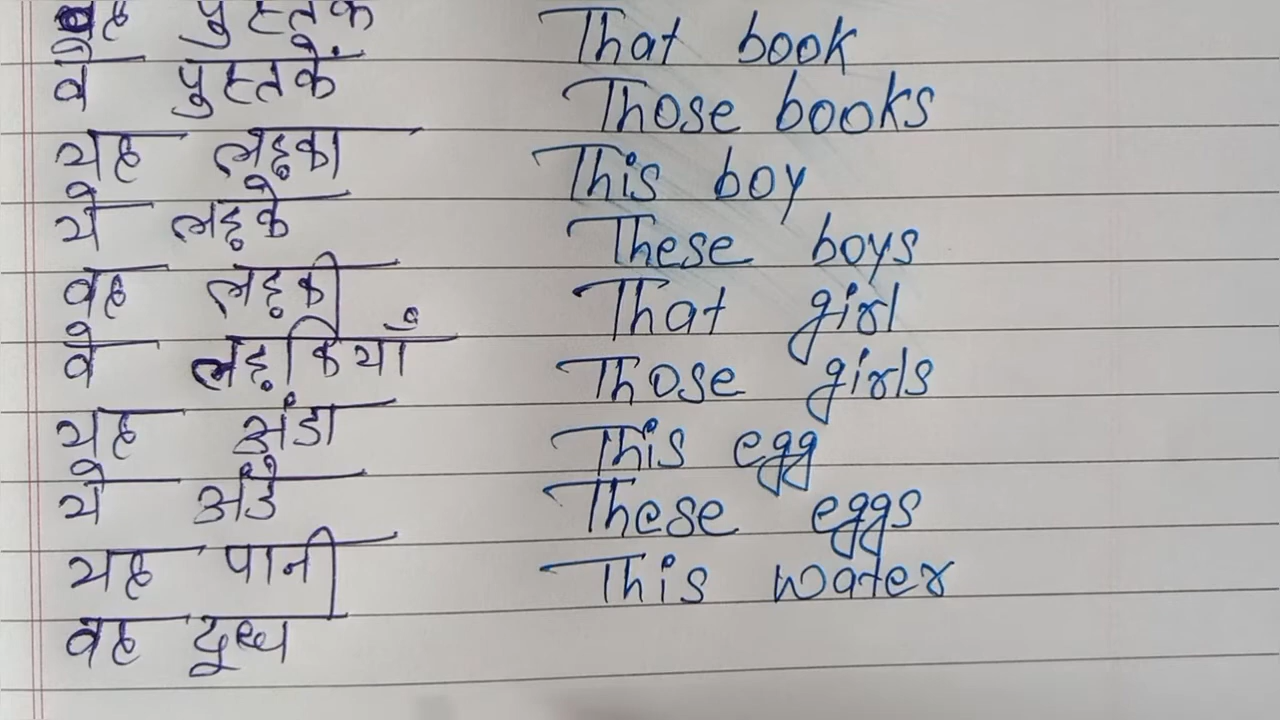 वह पुस्तक That book
वे पुस्तकें Those books
यह लड़का This boy
ये लड़के These boys
वह लड़की That girl
वे लड़कियाँ Those girls
यह अंडा This egg
ये अंडे These eggs
यह पानी This water
वह दूध